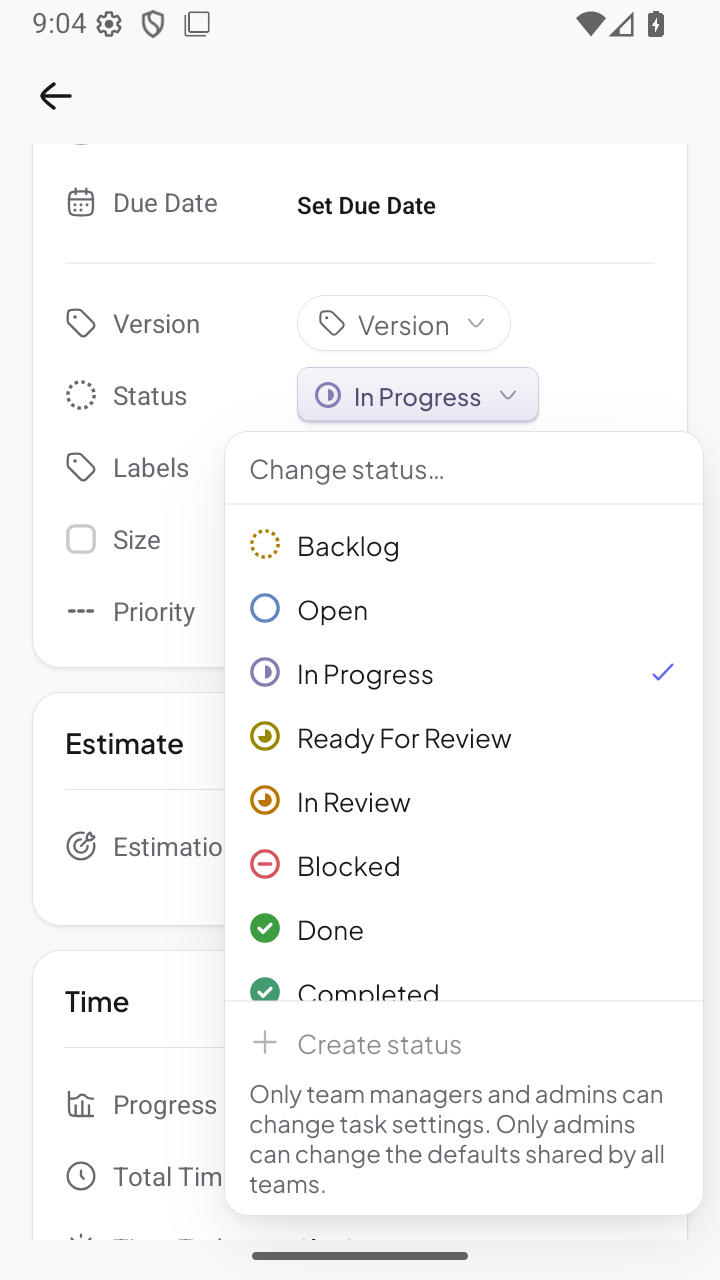 9:04
Due Date
Set Due Date
Version
Version
Status
In Progress
Labels
Change status...
Size
Backlog
Priority
Open
In Progress
Ready For Review
In Review
Blocked
Done
Completed
Estimate
Time
Progress
Create status
Only team managers and admins can
change task settings. Only admins
can change the defaults shared by all
teams.